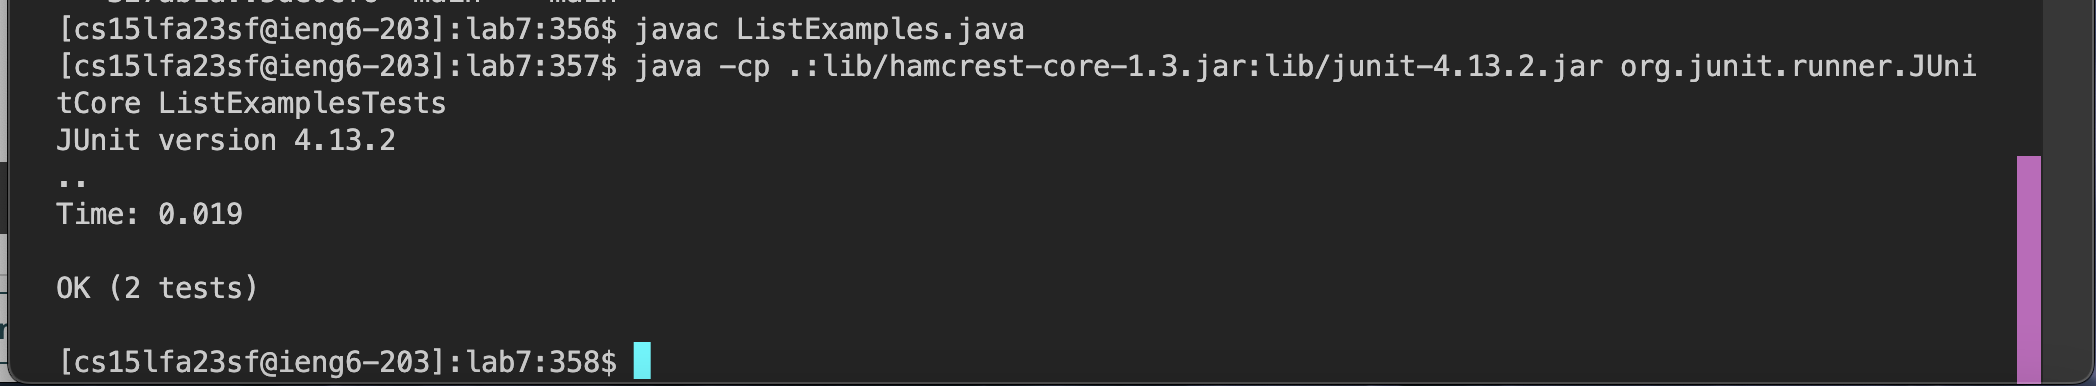 [cs15lfa23sf@ieng6-203]:lab7:356$ javac ListExamples.java
[cs15lfa23sf@ieng6-203]:lab7:357$ java -cp .:lib/hamcrest-core-1.3.jar:lib/junit-4.13.2.jar org.junit.runner.JUni
tCore ListExamplesTests
JUnit version 4.13.2
..
Time: 0.019

OK (2 tests)

[cs15lfa23sf@ieng6-203]:lab7:358$